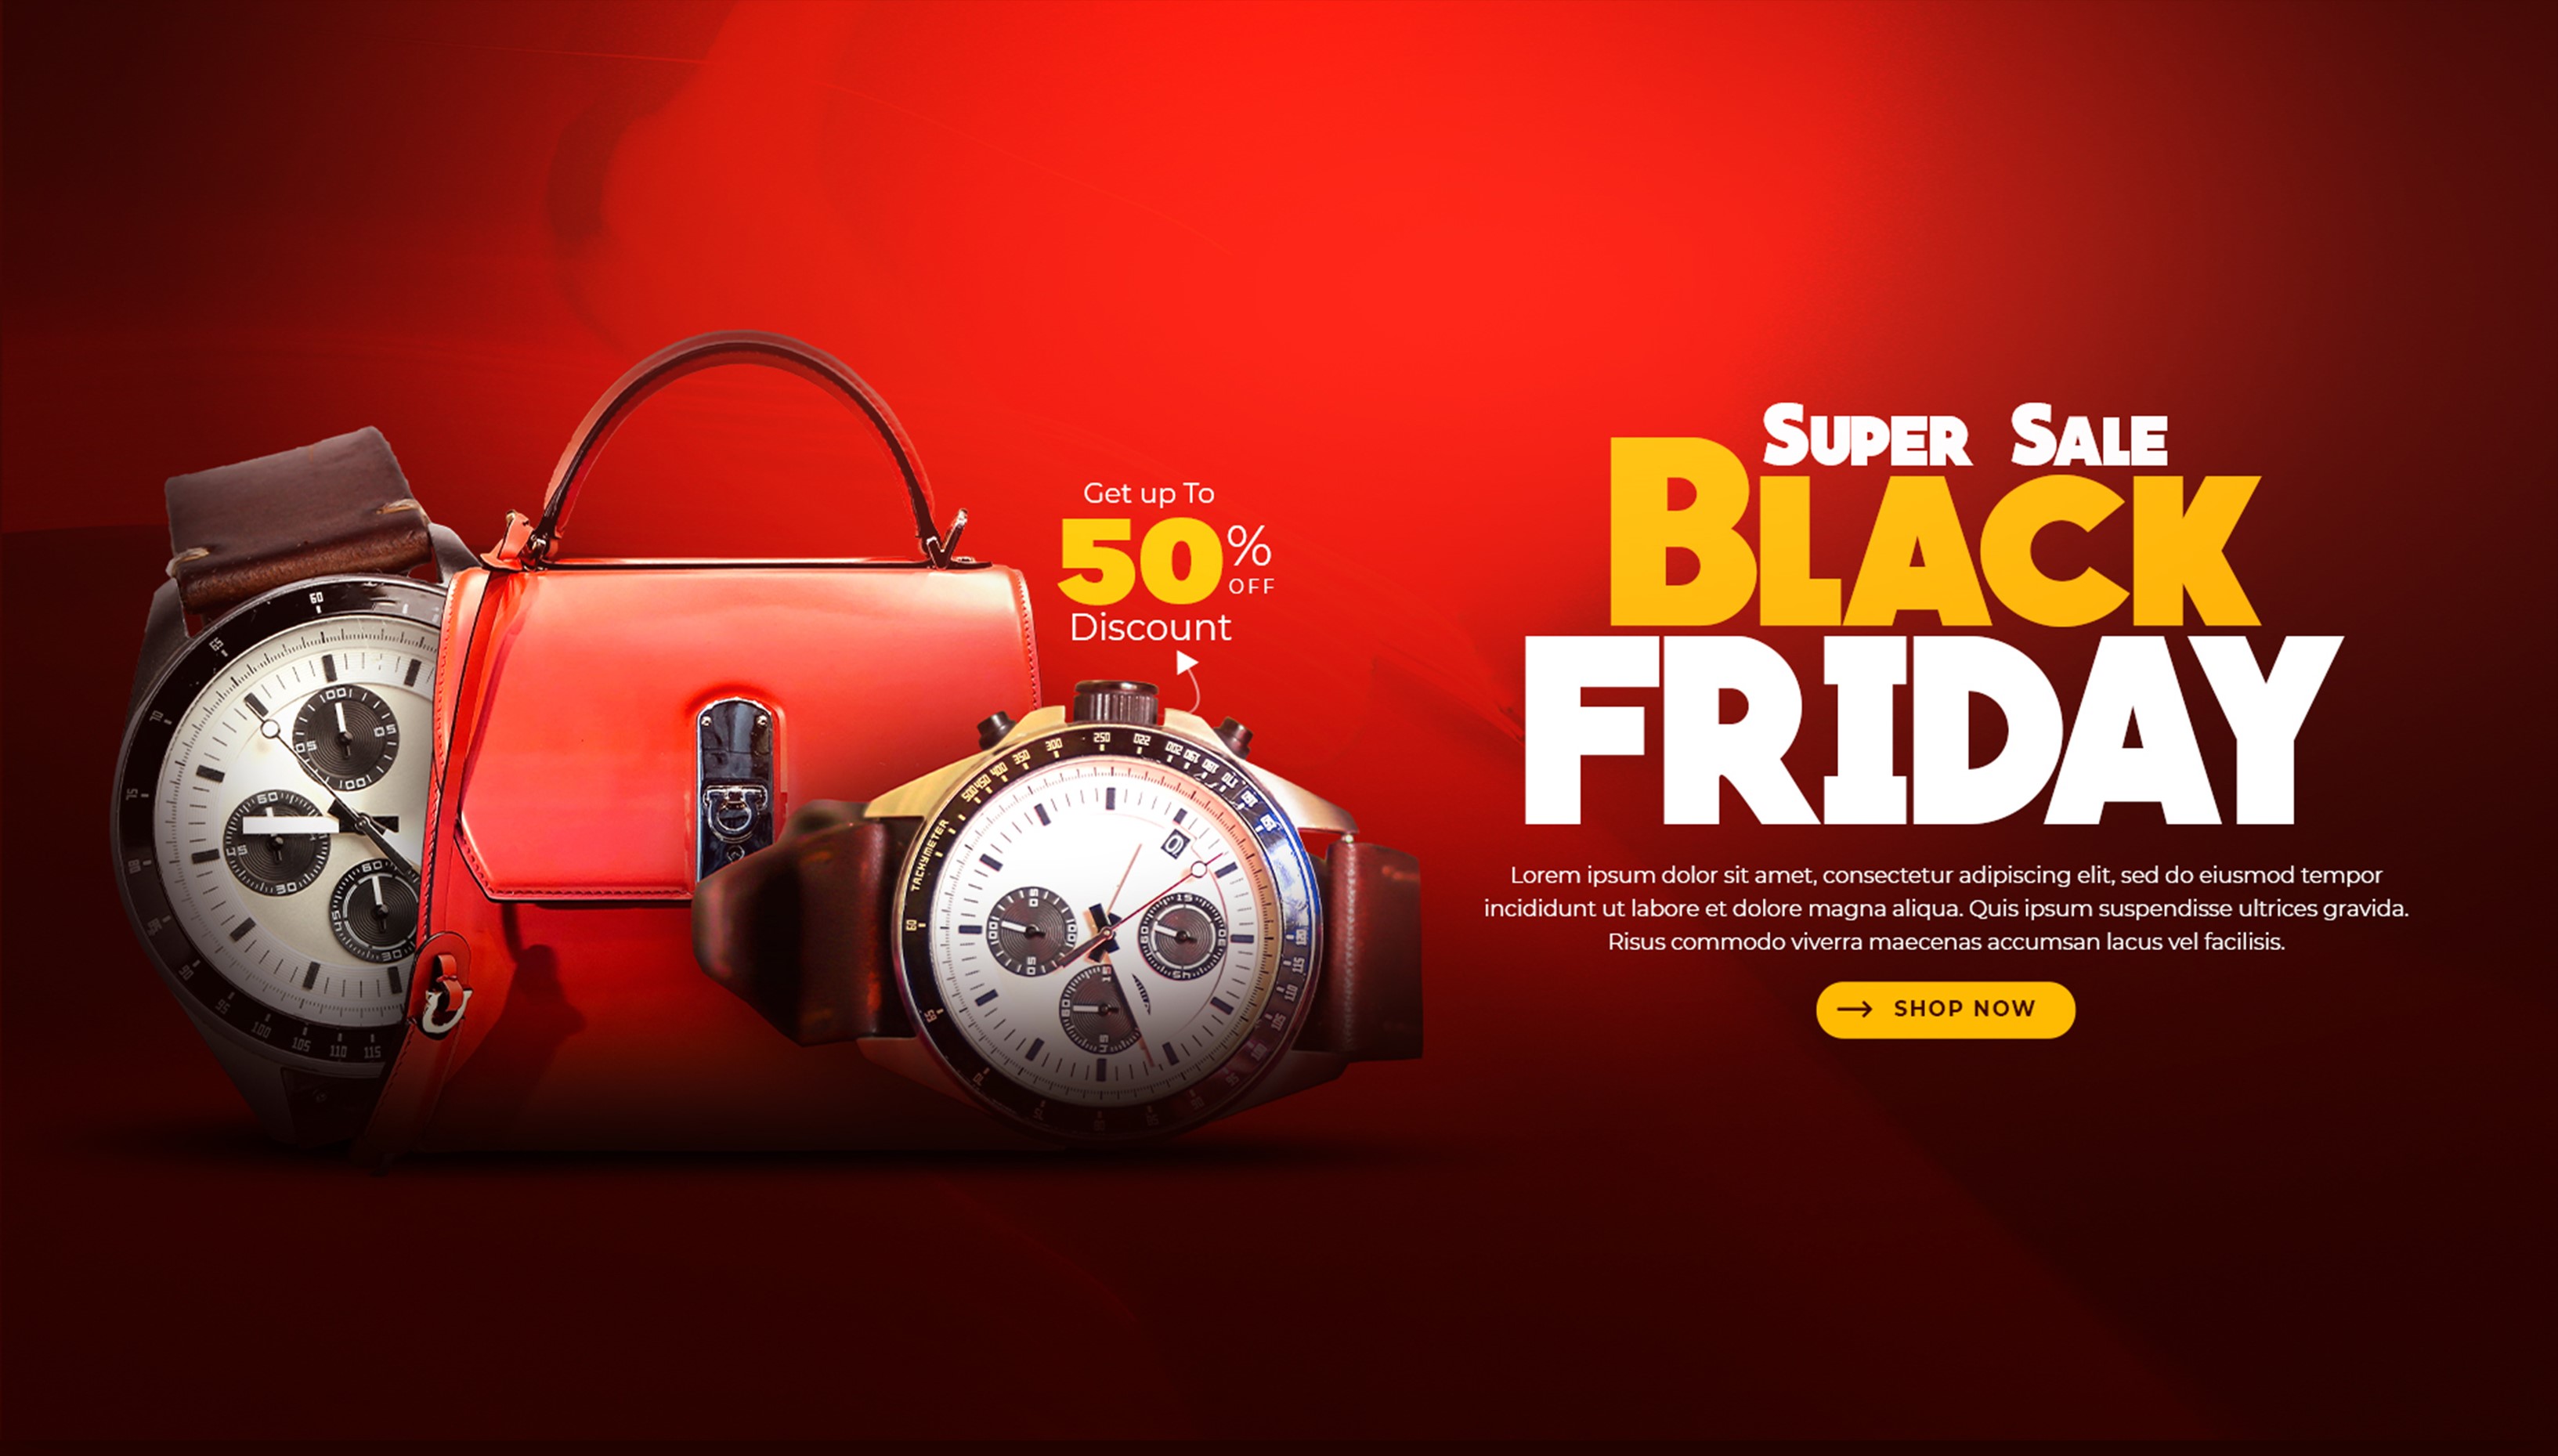 Get up To
50%
OFF
Discount
SUPER SALE
BLACK
FRIDAY
Lorem ipsum dolor sit amet, consectetur adipiscing elit, sed do eiusmod tempor
incididunt ut labore et dolore magna aliqua. Quis ipsum suspendisse ultrices gravida.
Risus commodo viverra maecenas accumsan lacus vel facilisis.
SHOP NOW
TACHYMETER